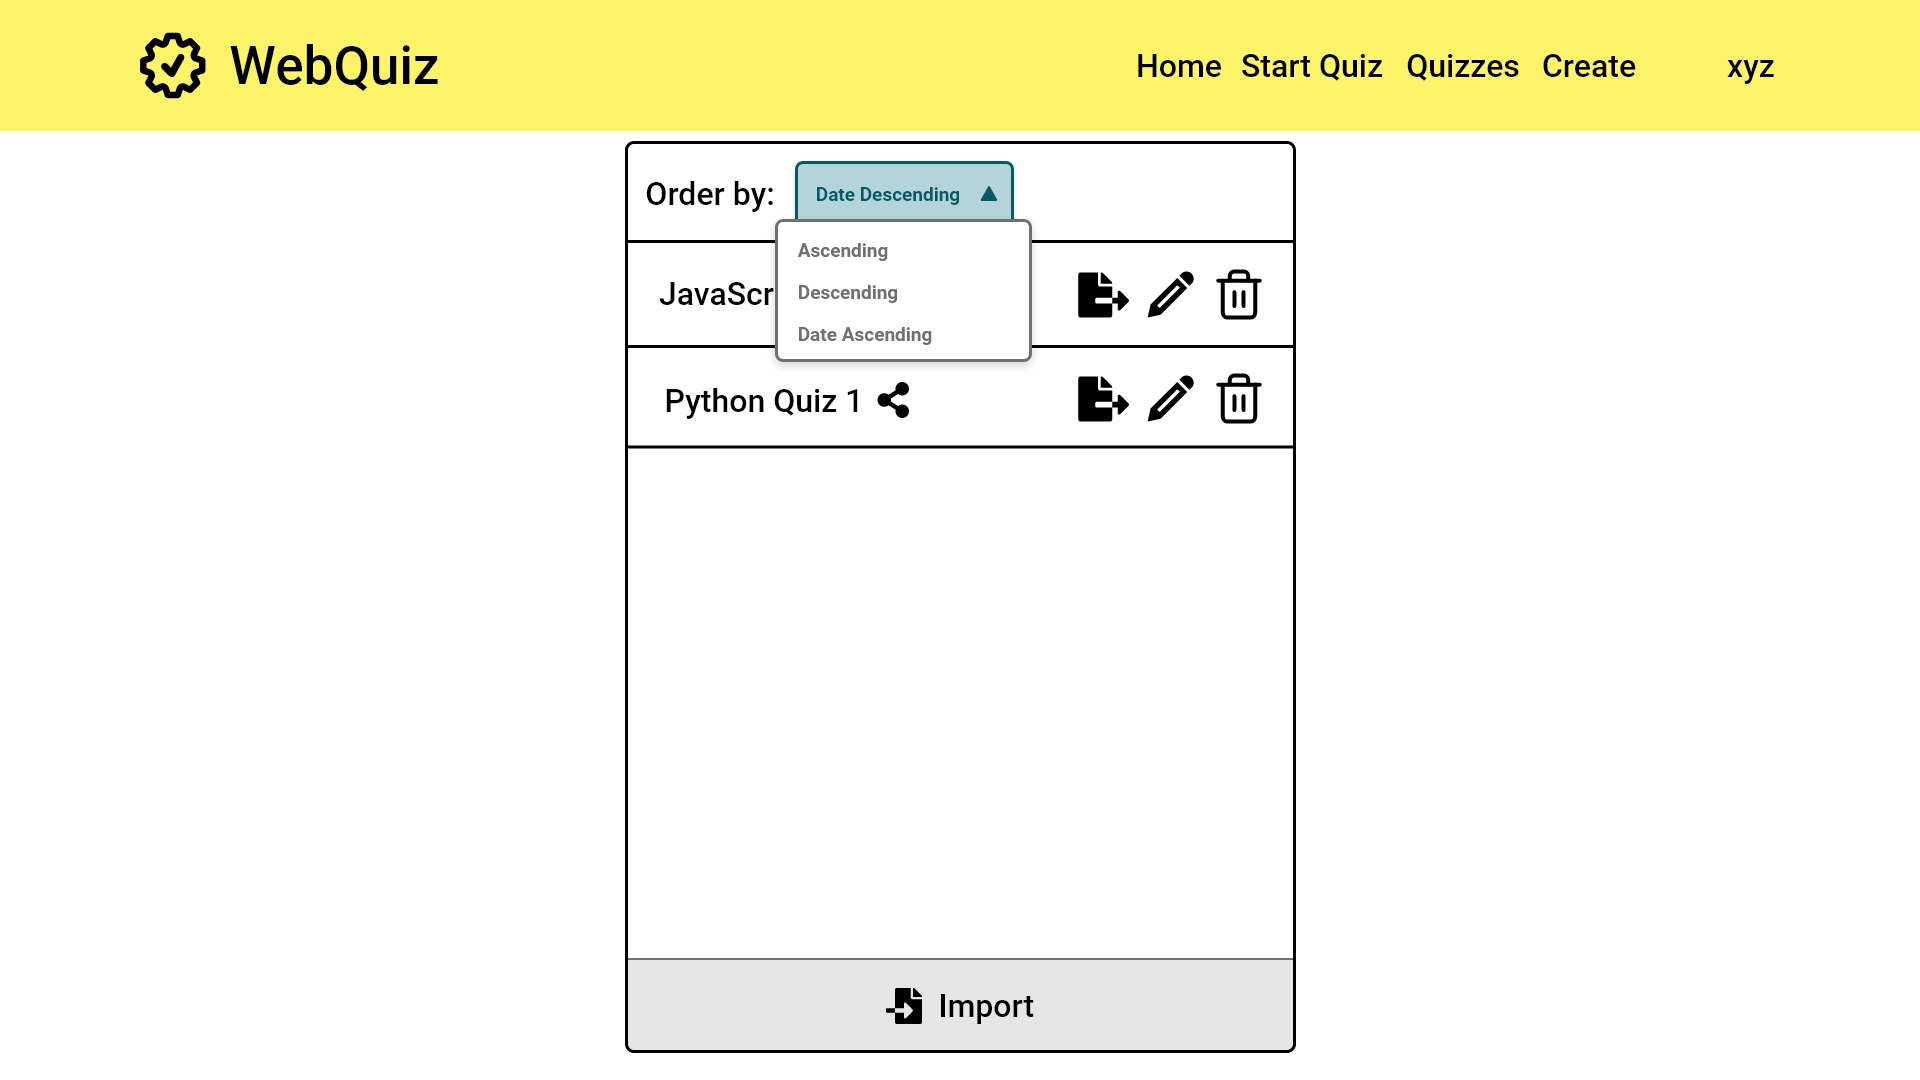 WebQuiz
Home Start Quiz Quizzes Create xyz
Order by: Date Descending
Ascending
JavaScr
Descending
Date Ascending
Python Quiz 1
Import